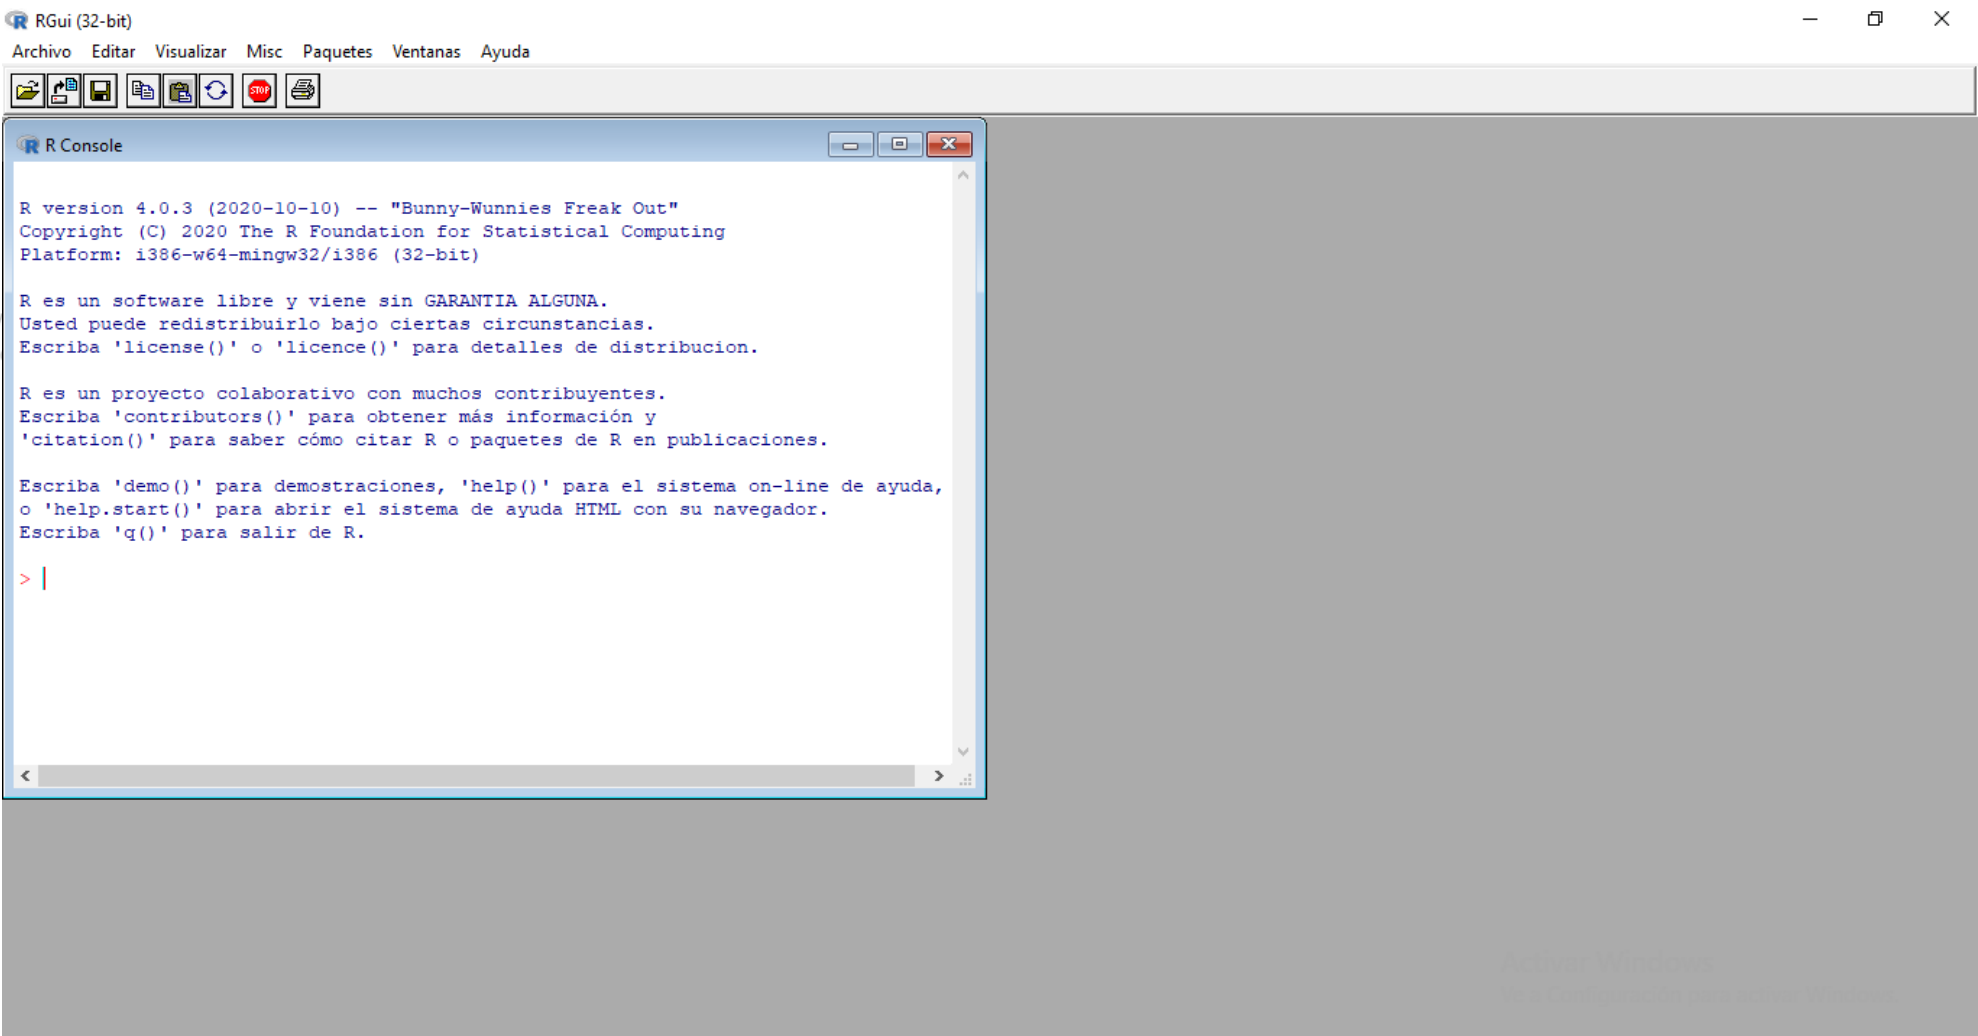 RGui (32-bit)
Archivo Editar Visualizar Misc Paquetes Ventanas Ayuda
STOP
R Console
R version 4.0.3 (2020-10-10) -- "Bunny-Wunnies Freak Out"
Copyright (C) 2020 The R Foundation for Statistical Computing
Platform: i386-w64-mingw32/i386 (32-bit)
R es un software libre y viene sin GARANTIA ALGUNA.
Usted puede redistribuirlo bajo ciertas circunstancias.
Escriba 'license()' o 'licence()' para detalles de distribucion.
R es un proyecto colaborativo con muchos contribuyentes.
Escriba 'contributors()' para obtener más información y
'citation()' para saber cómo citar R o paquetes de R en publicaciones.
Escriba 'demo()' para demostraciones, 'help()' para el sistema on-line de ayuda,
o 'help.start()' para abrir el sistema de ayuda HTML con su navegador.
Escriba 'q()' para salir de R.
>